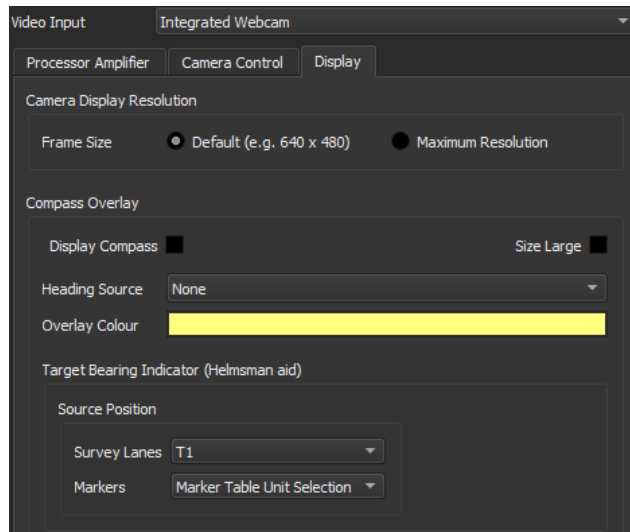 Video Input Integrated Webcam
Processor Amplifier Camera Control Display
Camera Display Resolution
Frame Size Default (e.g. 640 x 480) Maximum Resolution
Compass Overlay
Display Compass Size Large
Heading Source None
Overlay Colour
Target Bearing Indicator (Helmsman aid)
Source Position
Survey Lanes T1
Markers Marker Table Unit Selection